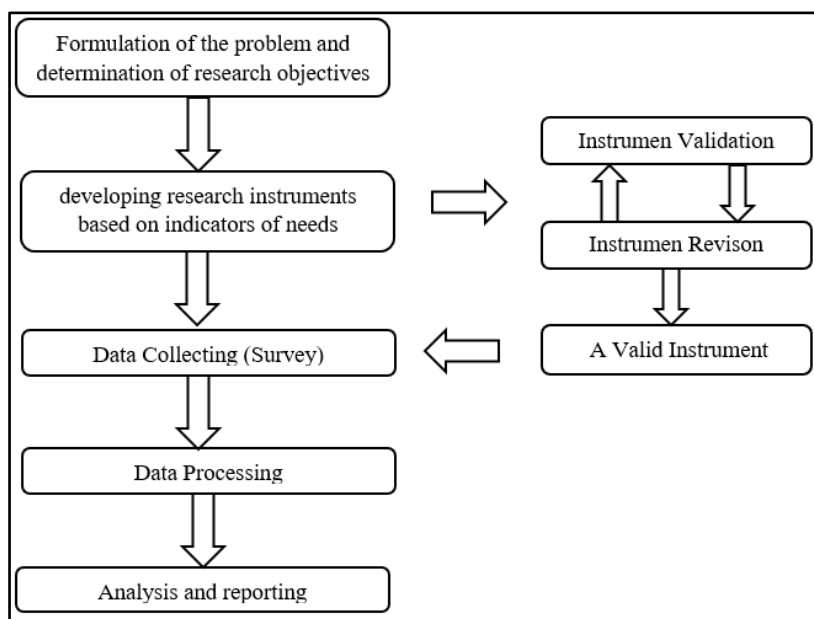 Formulation of the problem and
determination of research objectives
developing research instruments
based on indicators of needs
Data Collecting (Survey)
Data Processing
Analysis and reporting
Instrumen Validation
Instrumen Revison
A Valid Instrument